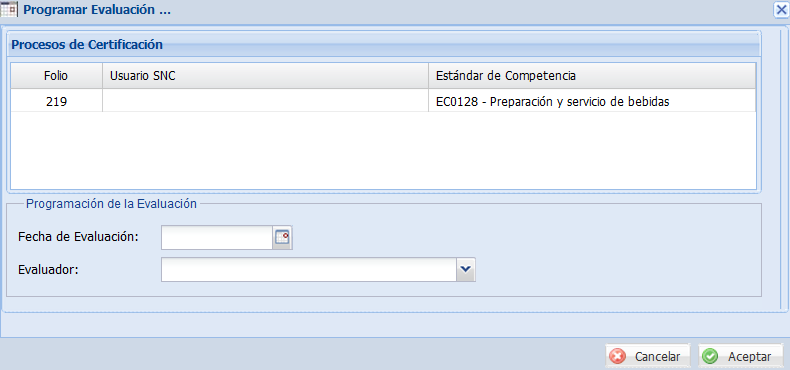 Programar Evaluación ...
Procesos de Certificación
Folio Usuario SNC Estándar de Competencia
219 EC0128 - Preparación y servicio de bebidas
Programación de la Evaluación
Fecha de Evaluación:
Evaluador:
Cancelar Aceptar